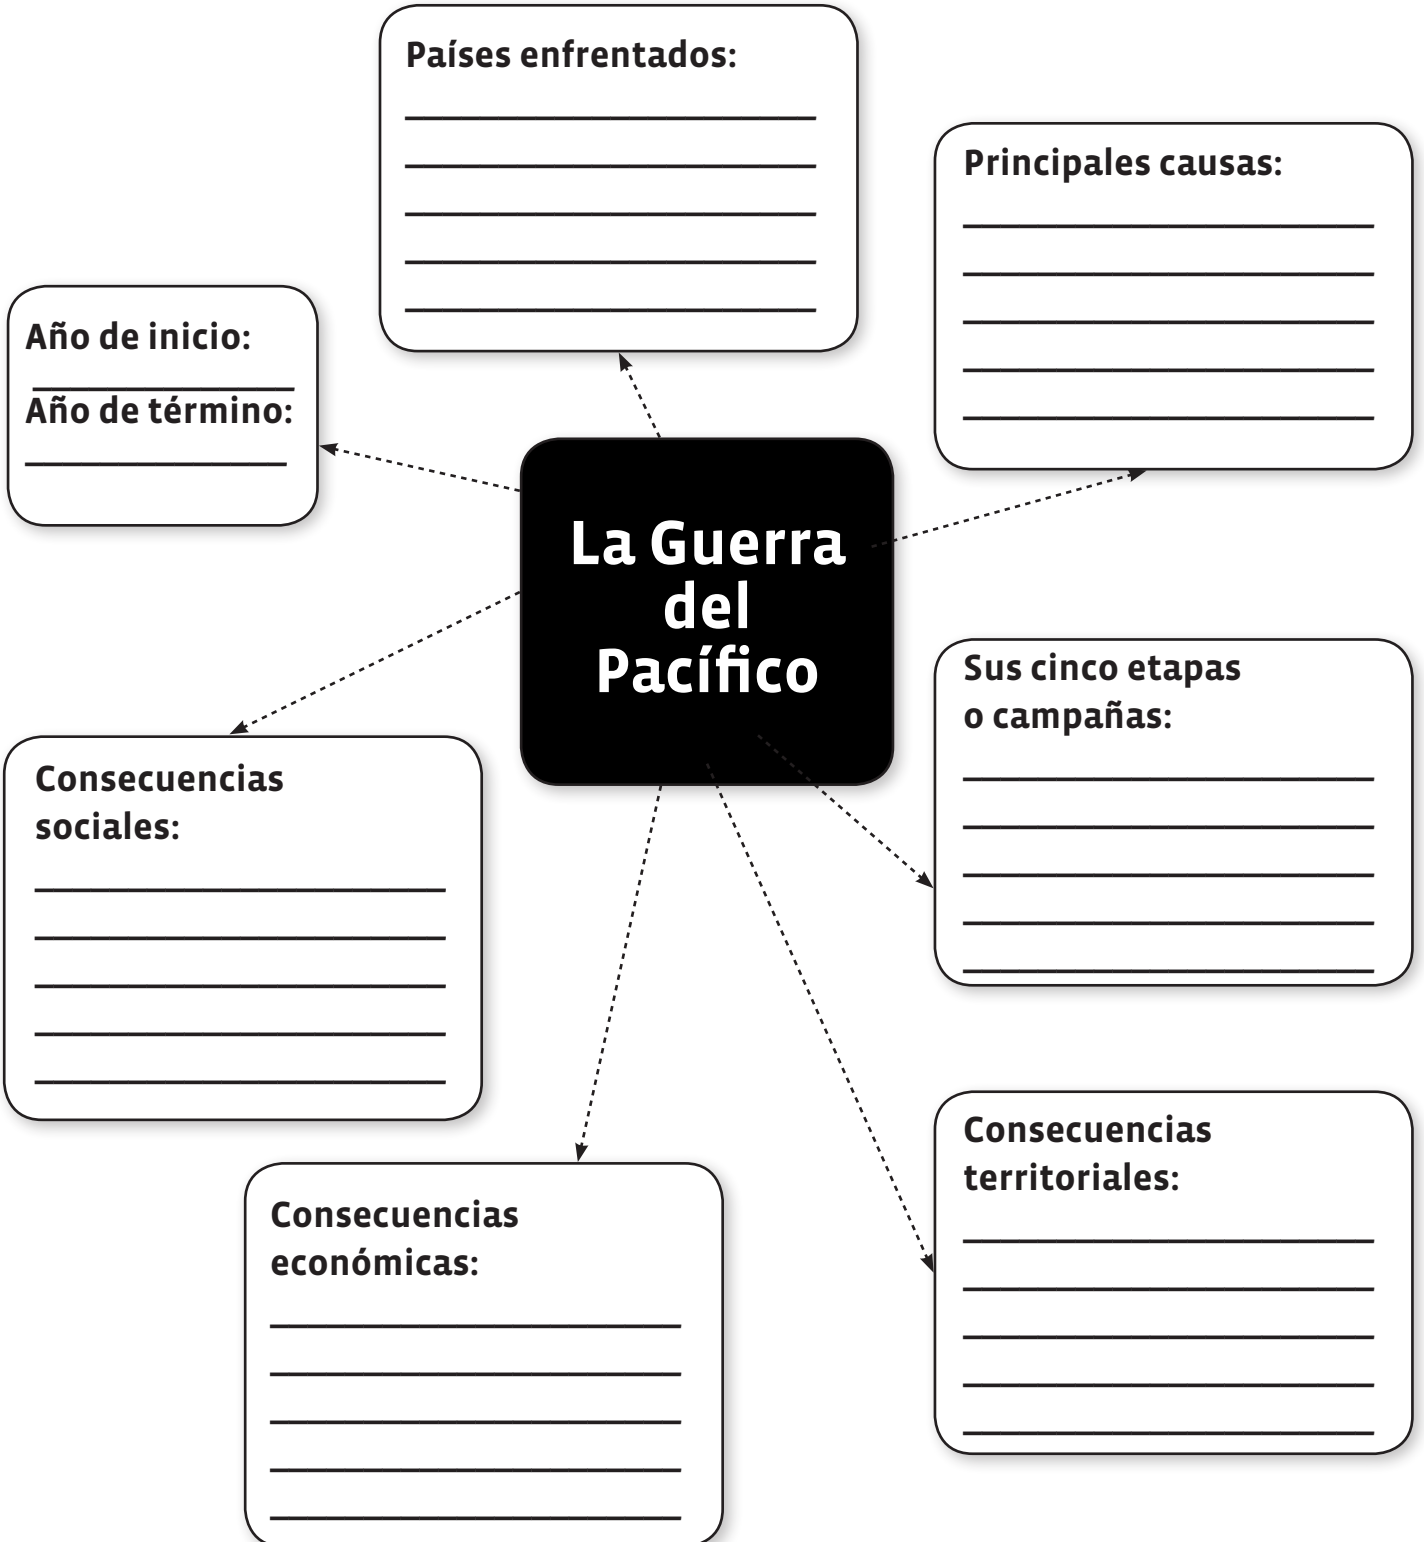 Países enfrentados:
Principales causas:
Año de inicio:
Año de término:
La Guerra
del
Pacífico
Sus cinco etapas
o campañas:
Consecuencias
sociales:
Consecuencias
territoriales:
Consecuencias
económicas: